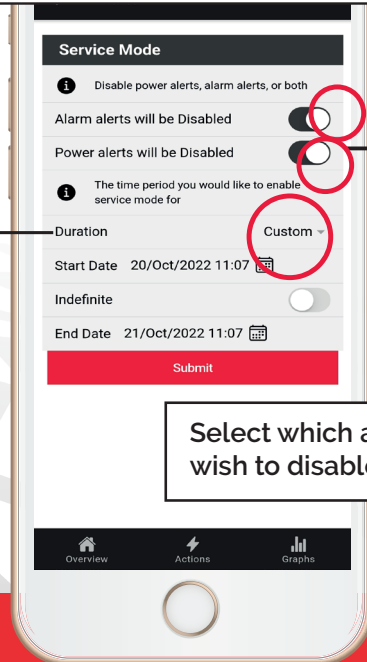 Service Mode
Disable power alerts, alarm alerts, or both
Alarm alerts will be Disabled
Power alerts will be Disabled
The time period you would like to enable
service mode for
Duration Custom
Start Date 20/Oct/2022 11:07
Indefinite
End Date 21/Oct/2022 11:07
Submit
Select which a
wish to disable
Overview Actions Graphs